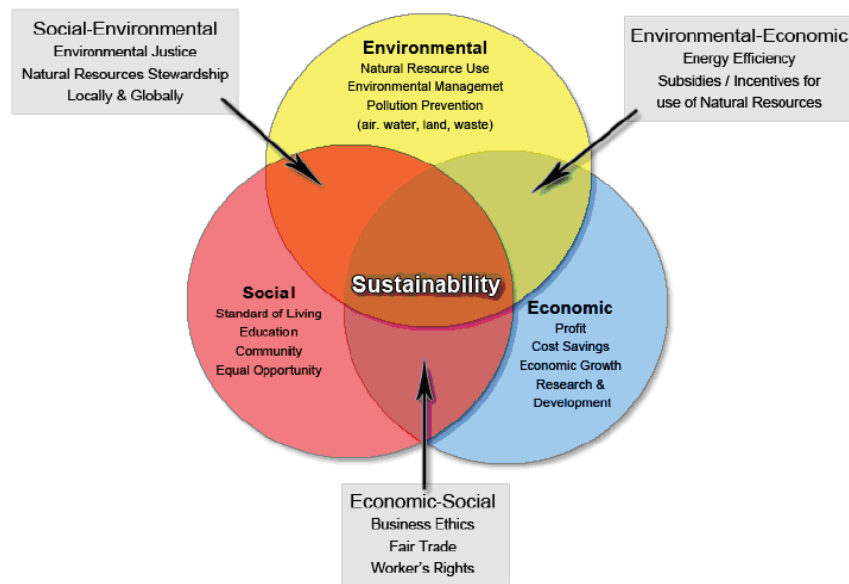 Social-Environmental
Environmental Justice
Natural Resources Stewardship
Locally & Globally
Environmental
Natural Resource Use
Environmental Managemet
Pollution Prevention
(air. water, land, waste)
Environmental-Economic
Energy Efficiency
Subsidies / Incentives for
use of Natural Resources
Sustainability
Social
Standard of Living
Education
Community
Equal Opportunity
Economic
Profit
Cost Savings
Economic Growth
Research &
Development
Economic-Social
Business Ethics
Fair Trade
Worker's Rights